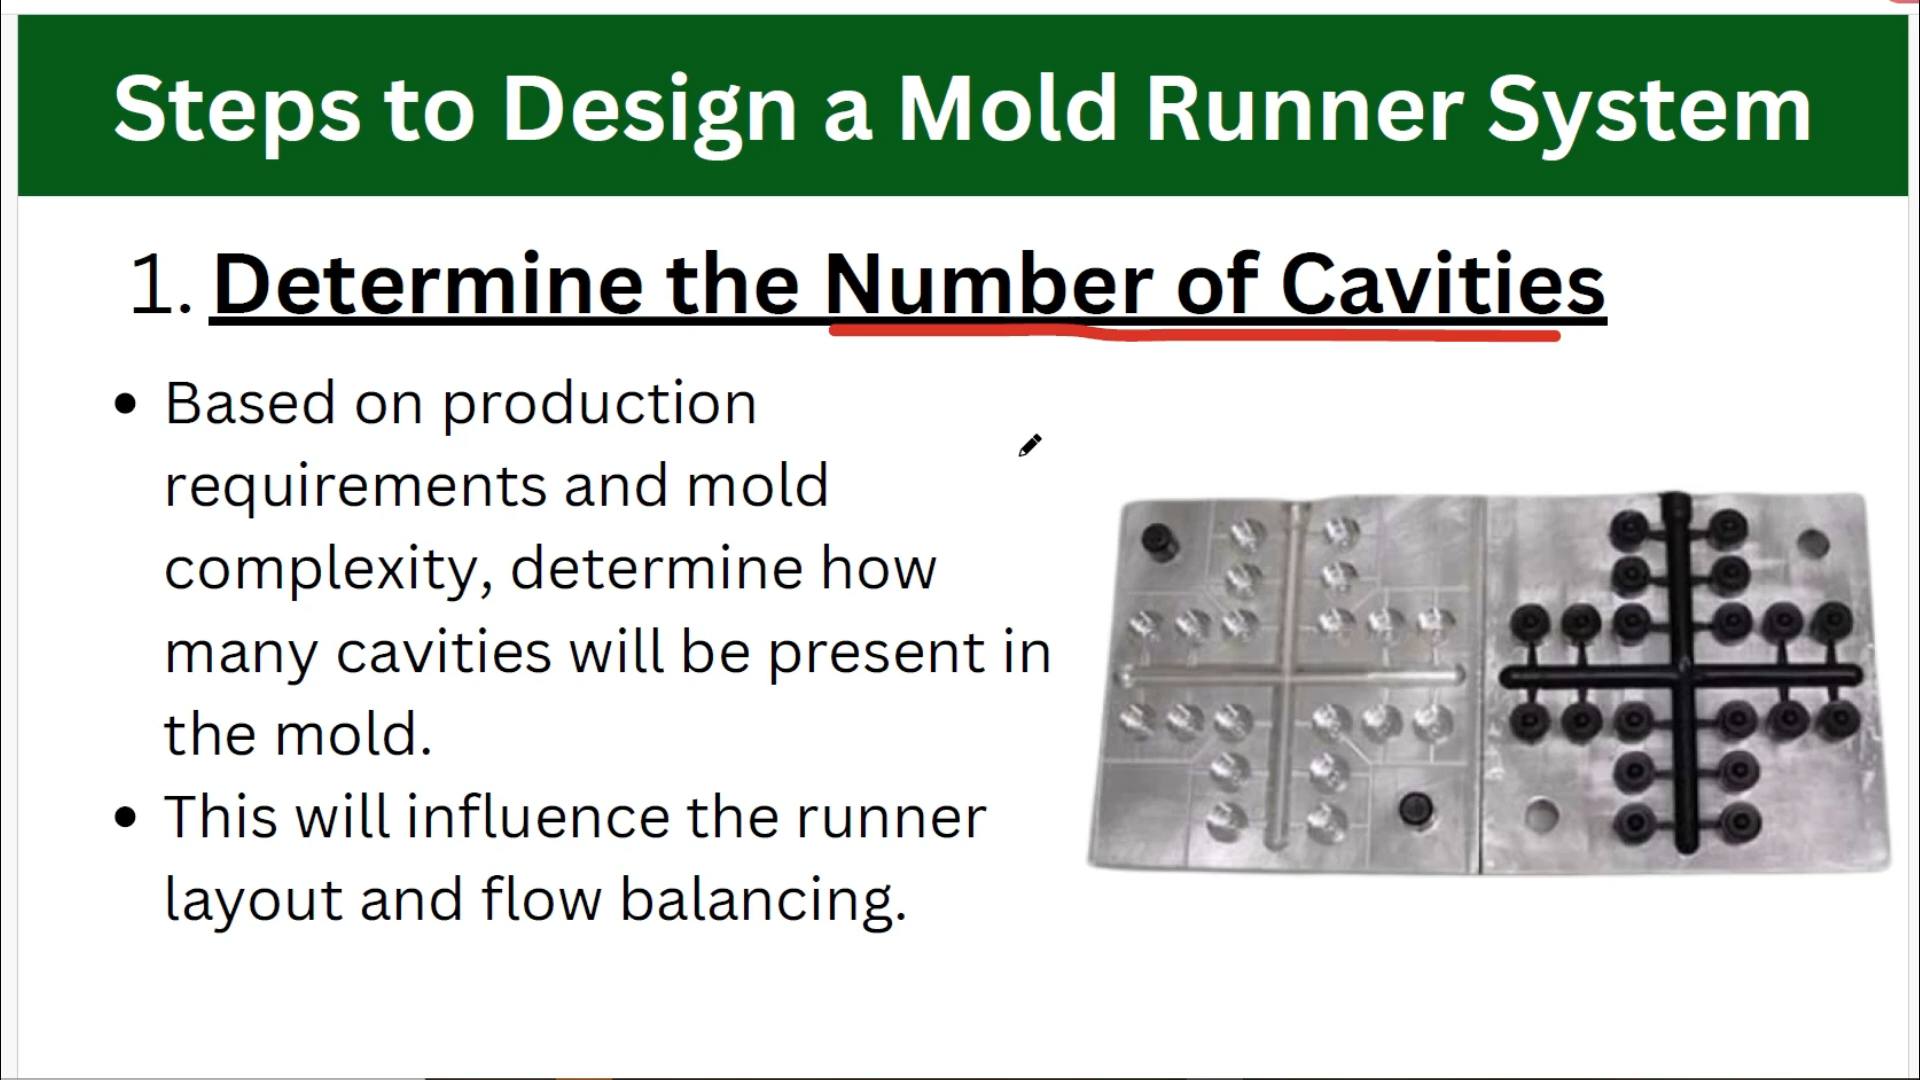 Steps to Design a Mold Runner System
1. Determine the Number of Cavities
• Based on production
requirements and mold
complexity, determine how
many cavities will be present in
the mold.
• This will influence the runner
layout and flow balancing.